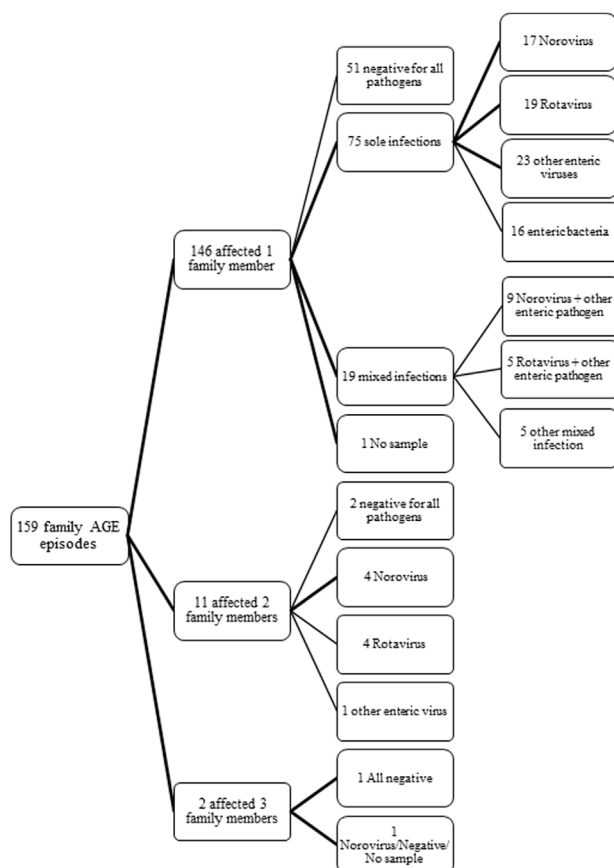 159 family AGE
episodes
146 affected 1
family member
51 negative for all
pathogens
75 sole infections
17 Norovirus
19 Rotavirus
23 other enteric
viruses
16 enteric bacteria
19 mixed infections
9 Norovirus + other
enteric pathogen
5 Rotavirus + other
enteric pathogen
5 other mixed
infection
1 No sample
11 affected 2
family members
2 negative for all
pathogens
4 Norovirus
4 Rotavirus
1 other enteric virus
2 affected 3
family members
1 All negative
1
Norovirus/Negative/
No sample